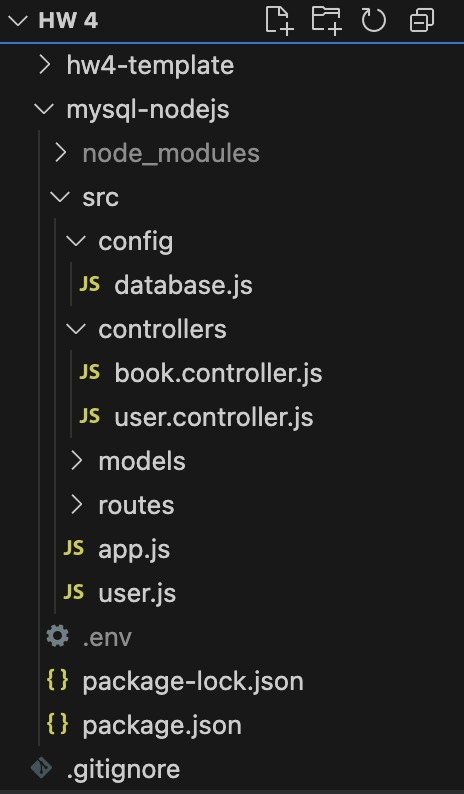 HW 4
hw4-template
mysql-nodejs
node_modules
src
config
JS database.js
controllers
JS book.controller.js
JS user.controller.js
models
routes
JS app.js
JS user.js
.env
{} package-lock.json
{} package.json
.gitignore